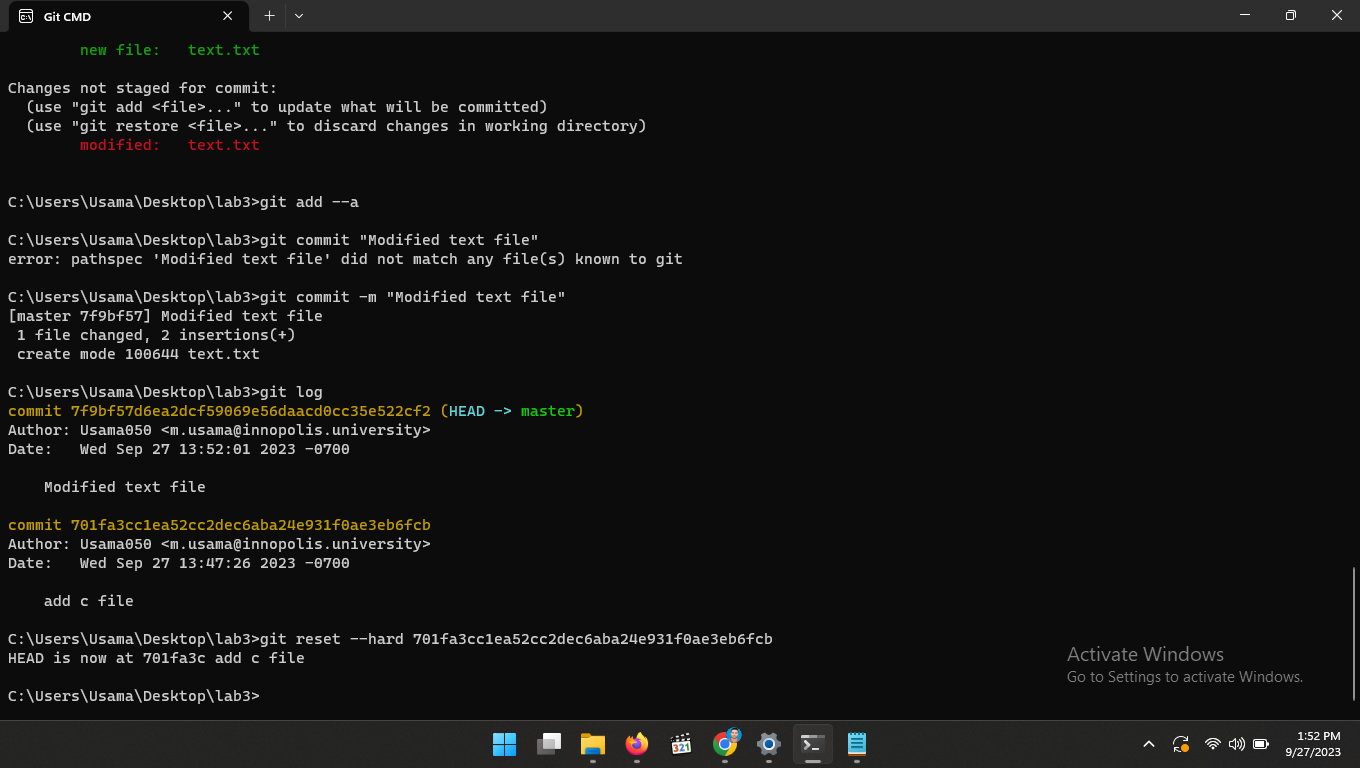 Git CMD
new file:   text.txt
Changes not staged for commit:
  (use "git add <file>..." to update what will be committed)
  (use "git restore <file>..." to discard changes in working directory)
        modified:   text.txt
C:\Users\Usama\Desktop\lab3>git add --a
C:\Users\Usama\Desktop\lab3>git commit "Modified text file"
error: pathspec 'Modified text file' did not match any file(s) known to git
C:\Users\Usama\Desktop\lab3>git commit -m "Modified text file"
[master 7f9bf57] Modified text file
 1 file changed, 2 insertions(+)
 create mode 100644 text.txt
C:\Users\Usama\Desktop\lab3>git log
commit 7f9bf57d6ea2dcf59069e56daacd0cc35e522cf2 (HEAD -> master)
Author: Usama050 <m.usama@innopolis.university>
Date:   Wed Sep 27 13:52:01 2023 -0700
    Modified text file
commit 701fa3cc1ea52cc2dec6aba24e931f0ae3eb6fcb
Author: Usama050 <m.usama@innopolis.university>
Date:   Wed Sep 27 13:47:26 2023 -0700
    add c file
C:\Users\Usama\Desktop\lab3>git reset --hard 701fa3cc1ea52cc2dec6aba24e931f0ae3eb6fcb
HEAD is now at 701fa3c add c file
C:\Users\Usama\Desktop\lab3>
Activate Windows
Go to Settings to activate Windows.
321
1:52 PM
9/27/2023